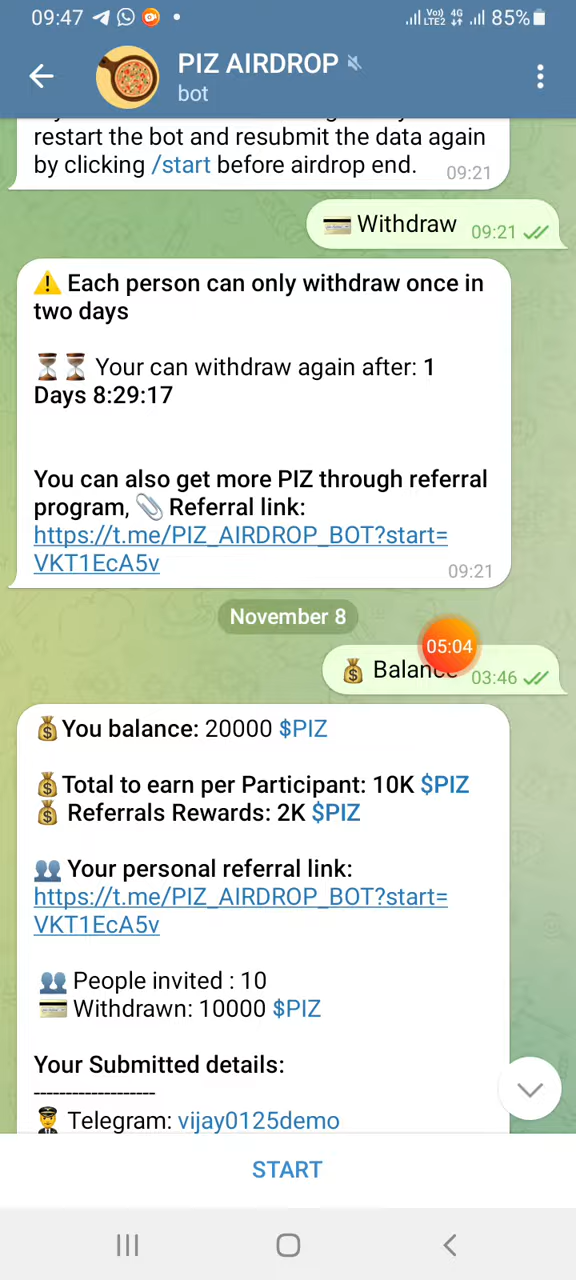 09:47
Vo)) 4G
LTE2
85%
PIZ AIRDROP
bot
restart the bot and resubmit the data again
by clicking /start before airdrop end. 09:21
Withdraw 09:21
Each person can only withdraw once in
two days
Your can withdraw again after: 1
Days 8:29:17
You can also get more PIZ through referral
program, Referral link:
https://t.me/PIZ_AIRDROP_BOT?start=
VKT1EcA5v
09:21
November 8
05:04
Balance 03:46
You balance: 20000 $PIZ
Total to earn per Participant: 10K $PIZ
Referrals Rewards: 2K $PIZ
Your personal referral link:
https://t.me/PIZ_AIRDROP_BOT?start=
VKT1EcA5v
People invited : 10
Withdrawn: 10000 $PIZ
Your Submitted details:
-------------------
Telegram: vijay0125demo
START